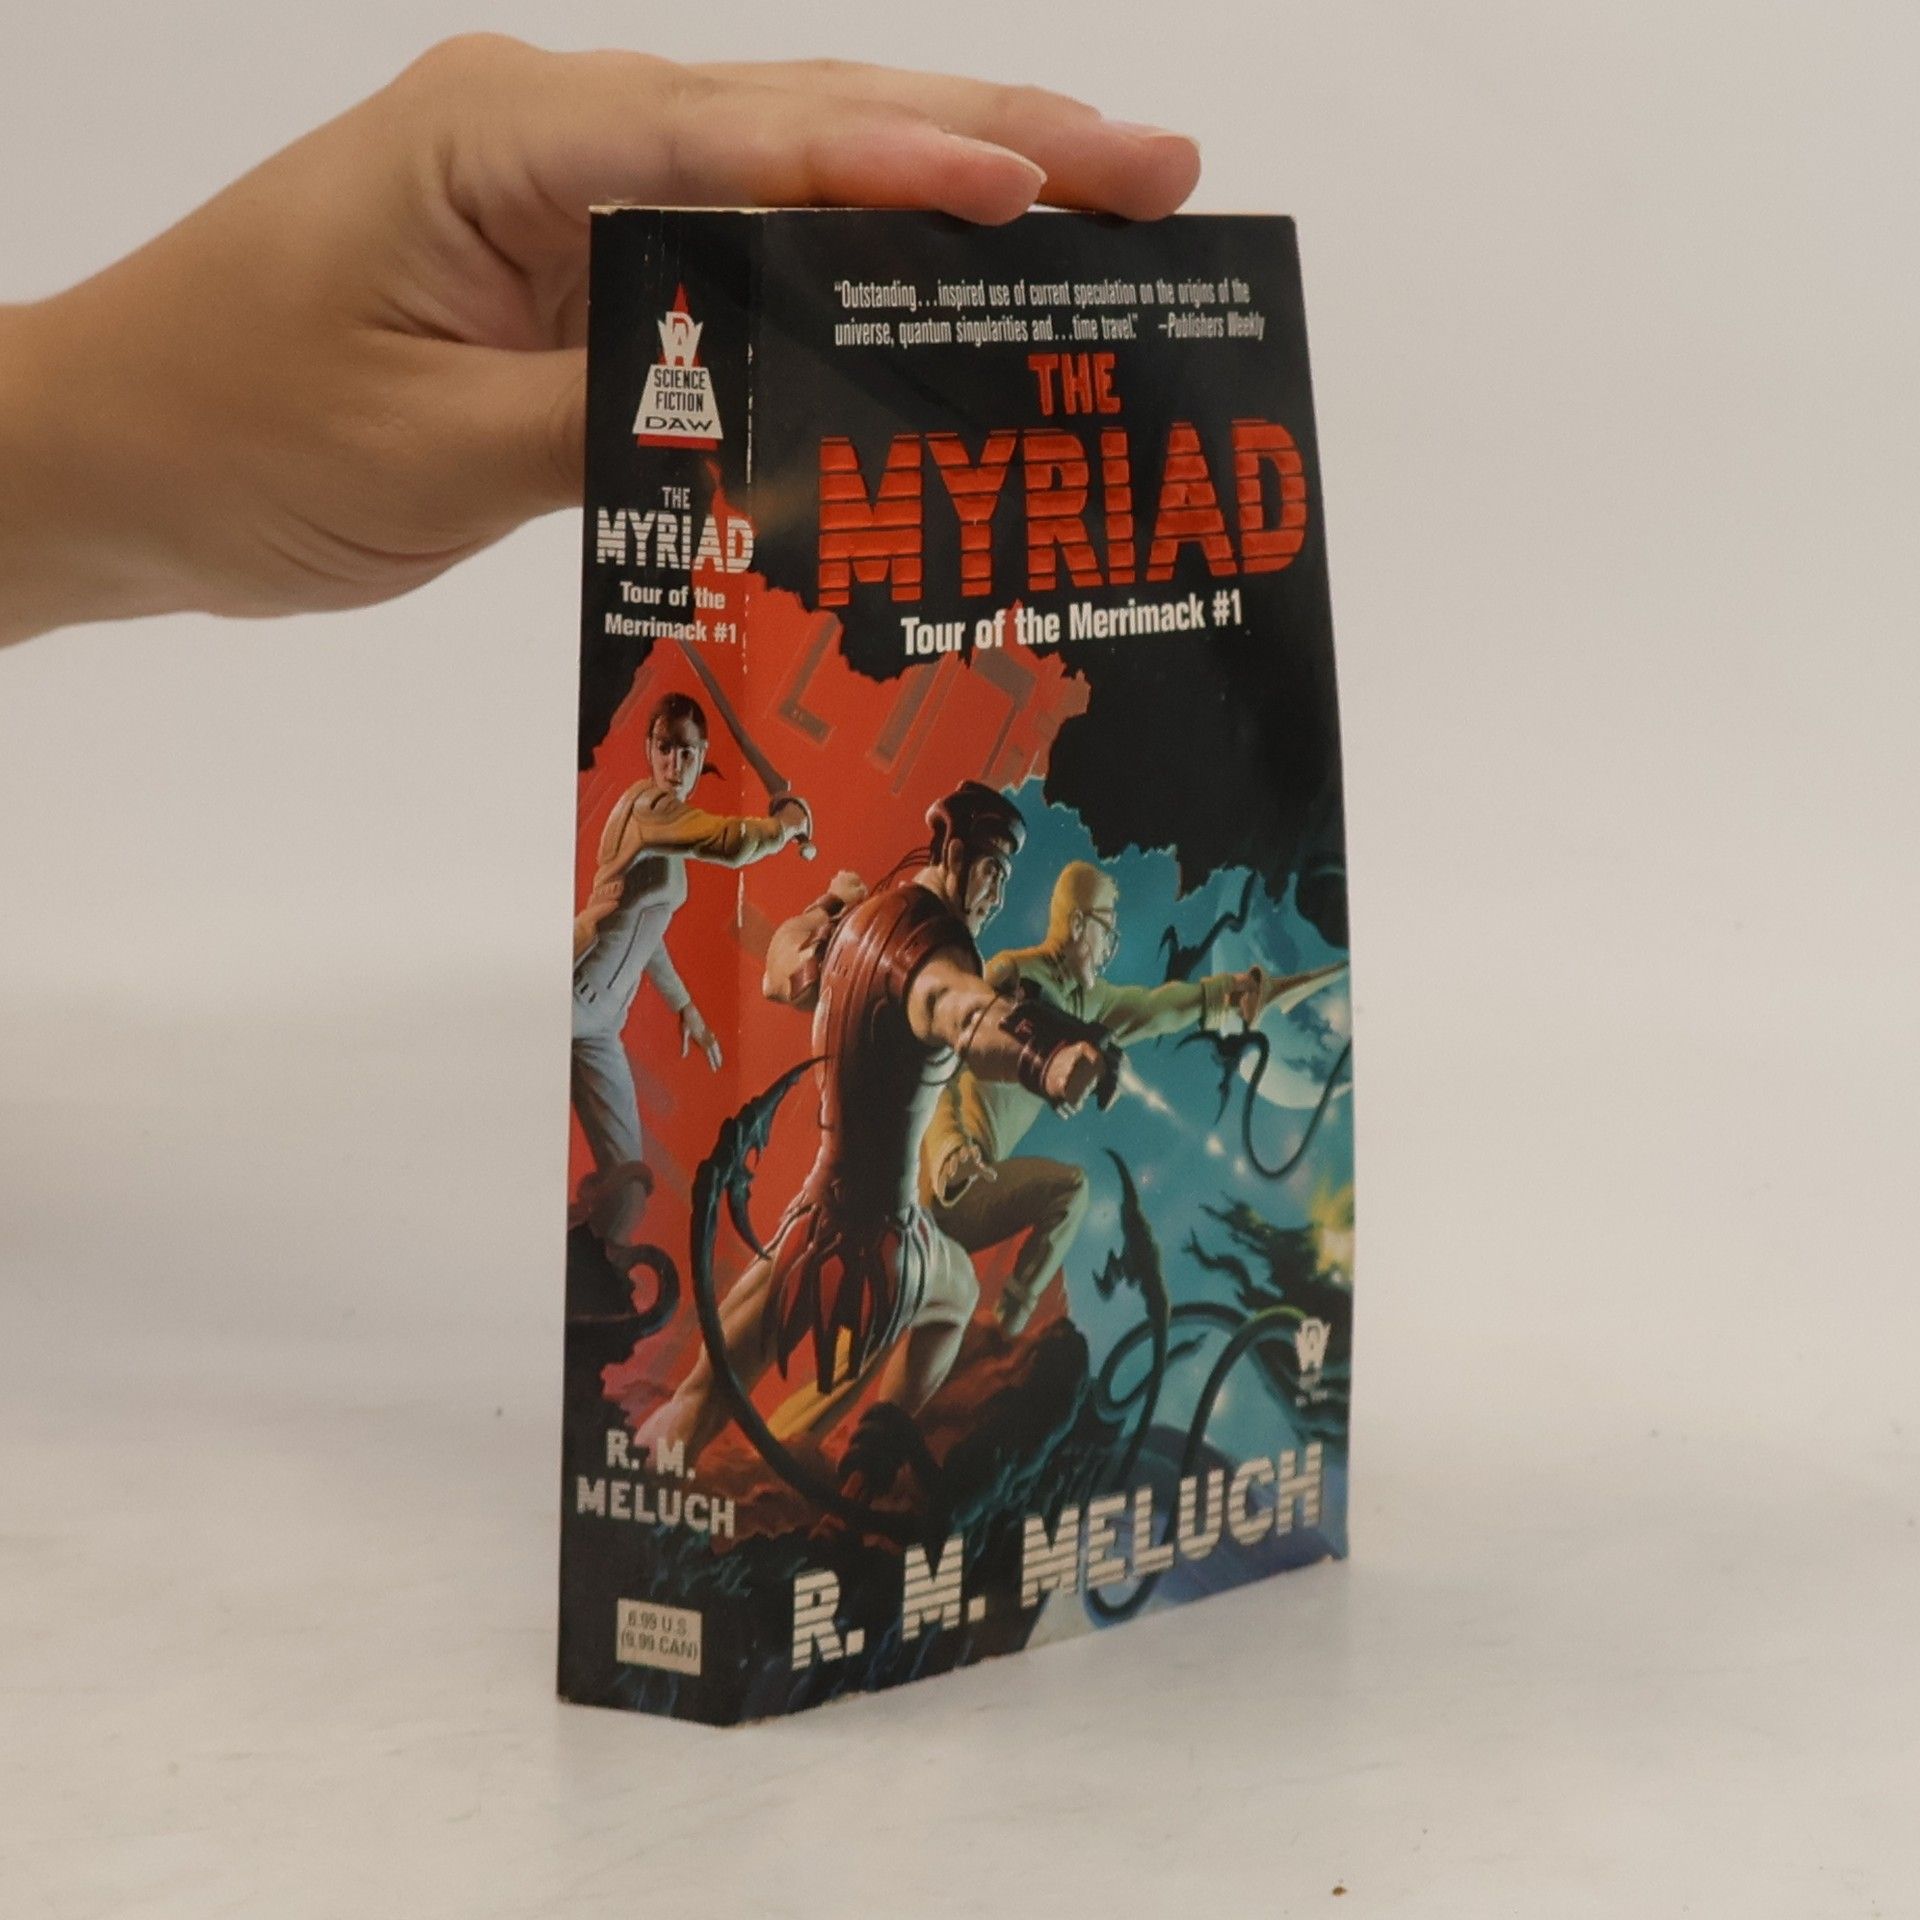 SCIENCE
FICTION
DAW
THE
MYRIAD
Tour of the
Merrimack #1
R. M.
MELUCH
6.99 U.S.
(9.99 CAN)
"Outstanding...inspired use of current speculation on the origins of the
universe, quantum singularities and...time travel." –Publishers Weekly
THE
MYRIAD
Tour of the Merrimack #1
R. M. MELUCH